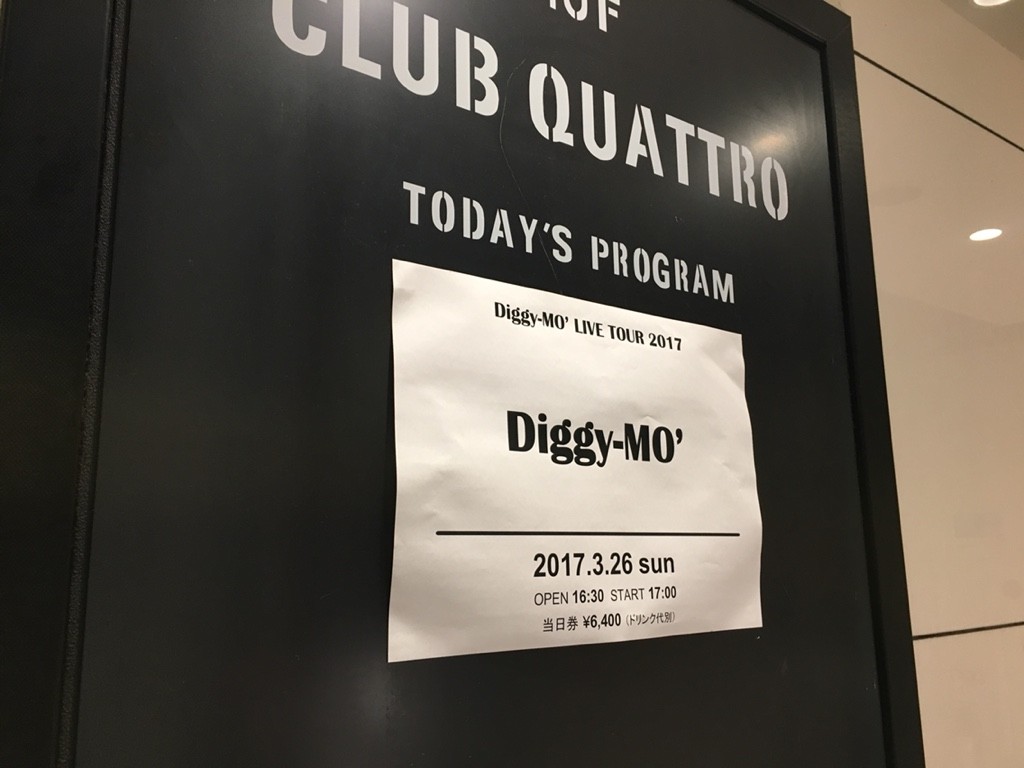 CLUB QUATTRO
TODAY'S PROGRAM
Diggy-MO' LIVE TOUR 2017
Diggy-MO'
2017.3.26 sun
OPEN 16:30 START 17:00
当日券 ¥6,400 (ドリンク代別)